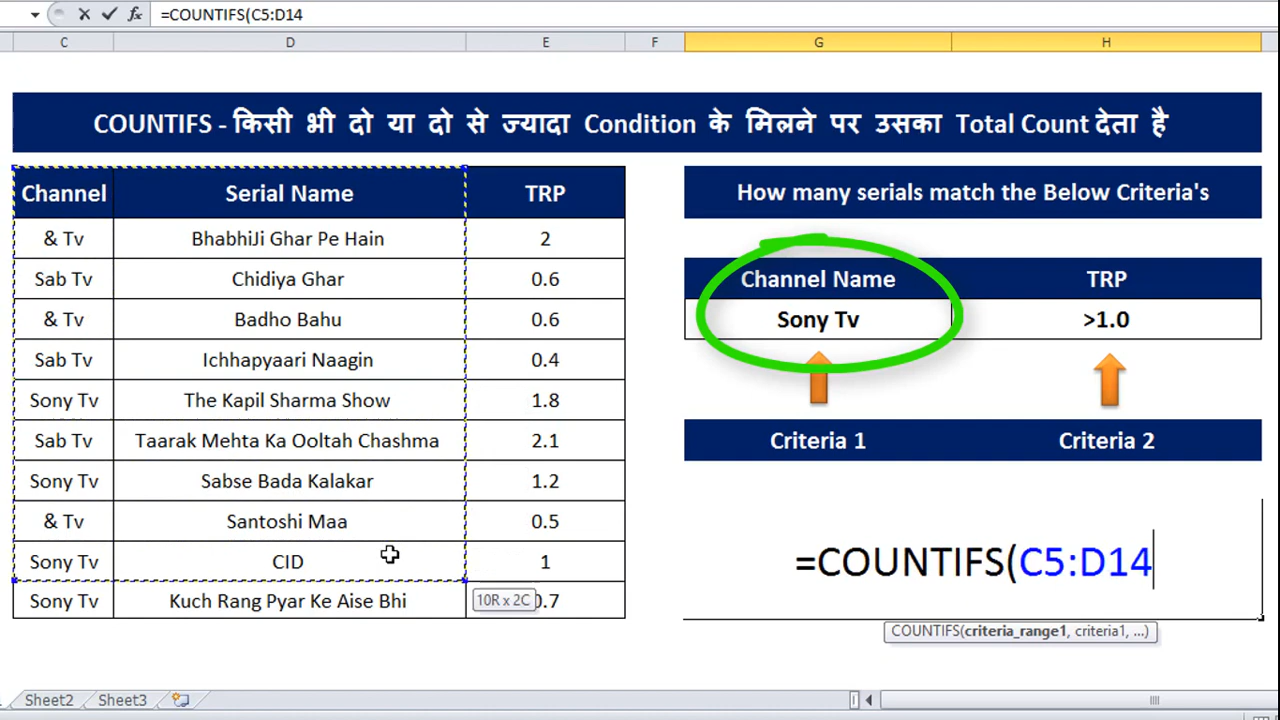 =COUNTIFS(C5:D14
C D E F G H
COUNTIFS - किसी भी दो या दो से ज्यादा Condition के मिलने पर उसका Total Count देता है
Channel Serial Name TRP
& Tv BhabhiJi Ghar Pe Hain 2
Sab Tv Chidiya Ghar 0.6
& Tv Badho Bahu 0.6
Sab Tv Ichhapyaari Naagin 0.4
Sony Tv The Kapil Sharma Show 1.8
Sab Tv Taarak Mehta Ka Ooltah Chashma 2.1
Sony Tv Sabse Bada Kalakar 1.2
& Tv Santoshi Maa 0.5
Sony Tv CID 1
Sony Tv Kuch Rang Pyar Ke Aise Bhi 0.7
10R x 2C
How many serials match the Below Criteria's
Channel Name TRP
Sony Tv >1.0
Criteria 1 Criteria 2
=COUNTIFS(C5:D14
COUNTIFS(criteria_range1, criteria1, ...)
Sheet2 Sheet3